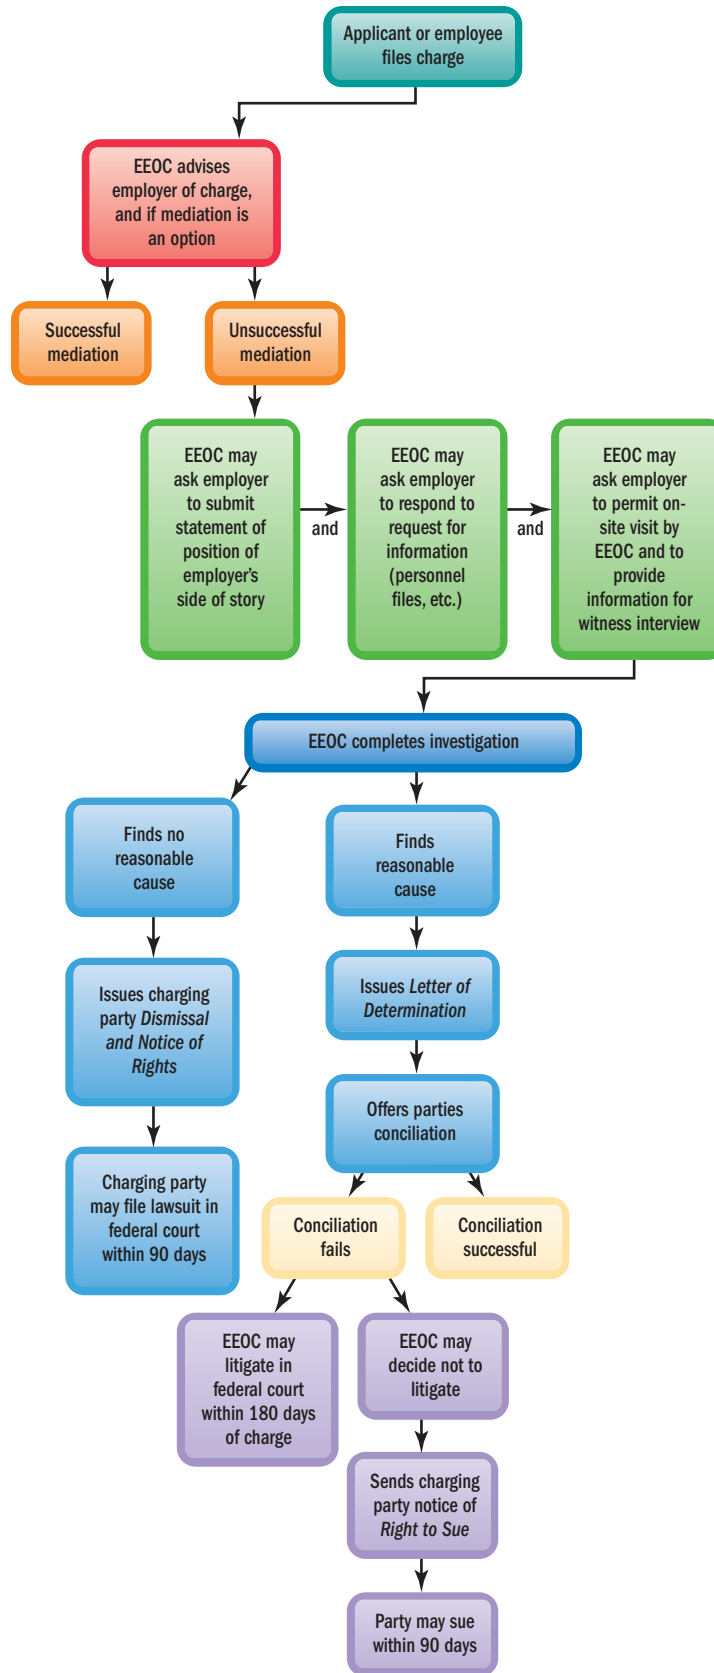 Applicant or employee
files charge
EEOC advises
employer of charge,
and if mediation is
an option
Successful
mediation
Unsuccessful
mediation
EEOC may
ask employer
to submit
statement of
position of
employer's
side of story
and
EEOC may
ask employer
to respond to
request for
information
(personnel
files, etc.)
and
EEOC may
ask employer
to permit on-
site visit by
EEOC and to
provide
information for
witness interview
EEOC completes investigation
Finds no
reasonable
cause
Issues charging
party Dismissal
and Notice of
Rights
Charging party
may file lawsuit in
federal court
within 90 days
Finds
reasonable
cause
Issues Letter of
Determination
Offers parties
conciliation
Conciliation
fails
Conciliation
successful
EEOC may
litigate in
federal court
within 180 days
of charge
EEOC may
decide not to
litigate
Sends charging
party notice of
Right to Sue
Party may sue
within 90 days